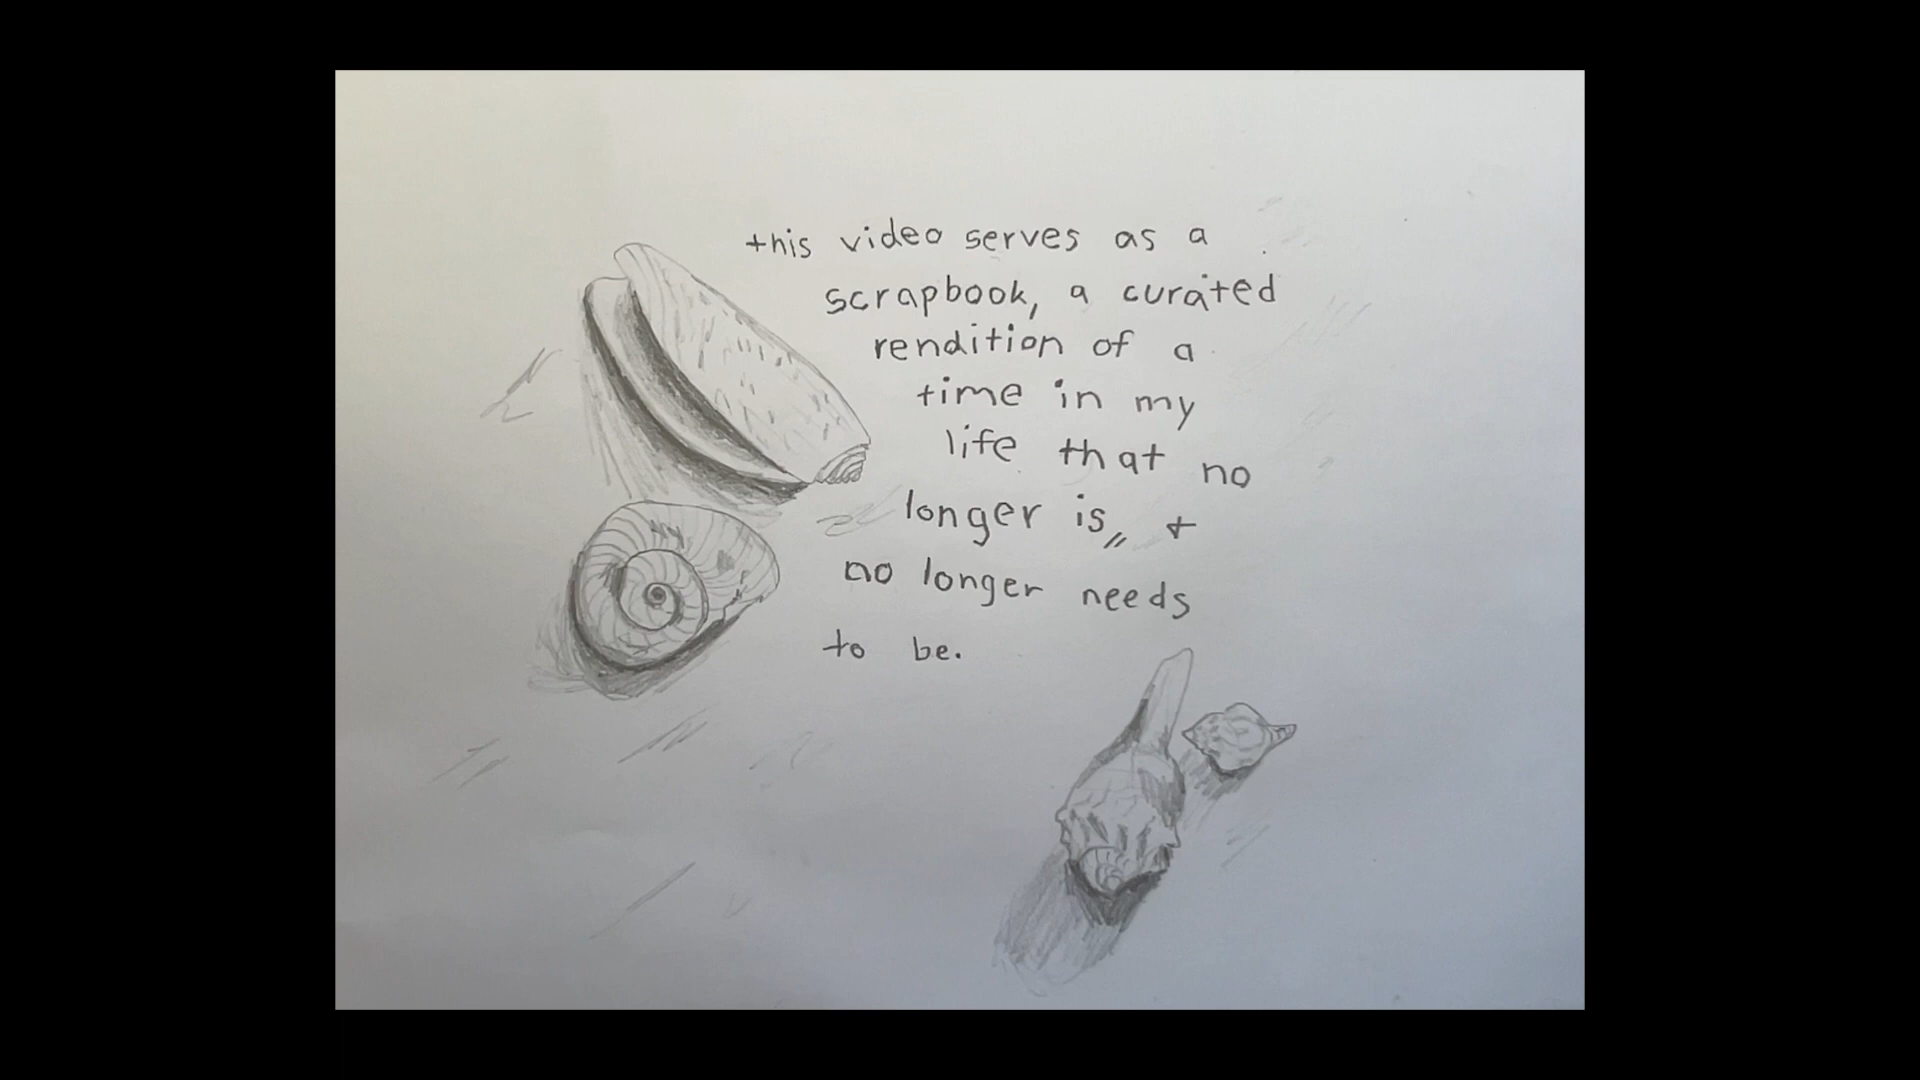 this video serves as a
scrapbook, a curated
rendition of a
time in my
life that no
longer is,, +
no longer needs
to be.